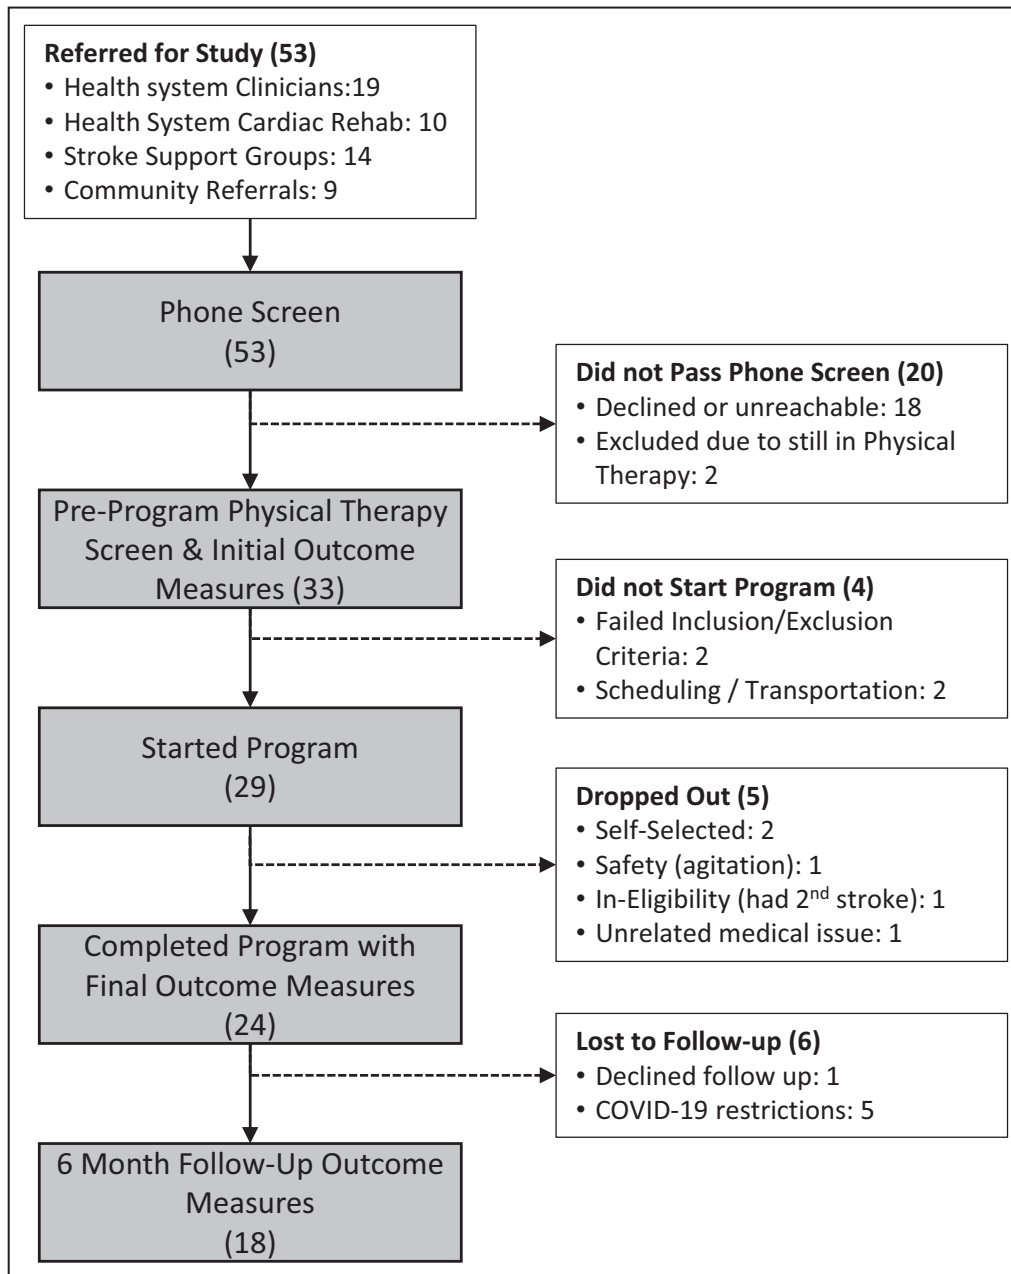 Referred for Study (53)
• Health system Clinicians:19
• Health System Cardiac Rehab: 10
• Stroke Support Groups: 14
• Community Referrals: 9
Phone Screen
(53)
Did not Pass Phone Screen (20)
• Declined or unreachable: 18
• Excluded due to still in Physical
Therapy: 2
Pre-Program Physical Therapy
Screen & Initial Outcome
Measures (33)
Did not Start Program (4)
• Failed Inclusion/Exclusion
Criteria: 2
• Scheduling / Transportation: 2
Started Program
(29)
Dropped Out (5)
• Self-Selected: 2
• Safety (agitation): 1
• In-Eligibility (had 2nd stroke): 1
• Unrelated medical issue: 1
Completed Program with
Final Outcome Measures
(24)
Lost to Follow-up (6)
• Declined follow up: 1
• COVID-19 restrictions: 5
6 Month Follow-Up Outcome
Measures
(18)